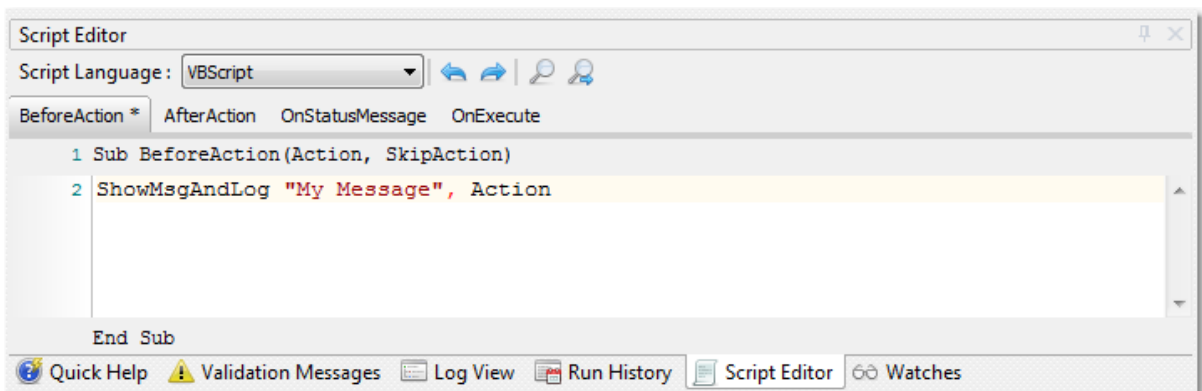 Script Editor
Script Language: VBScript
BeforeAction * AfterAction OnStatusMessage OnExecute
1 Sub BeforeAction(Action, SkipAction)
2 ShowMsgAndLog "My Message", Action
End Sub
Quick Help Validation Messages Log View Run History Script Editor Watches